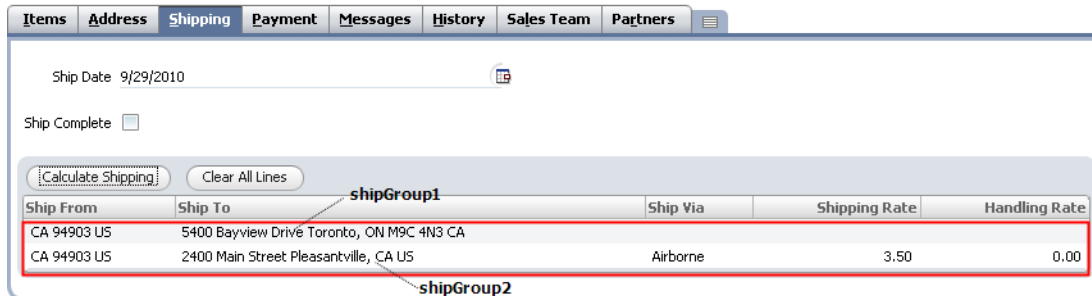 Items Address Shipping Payment Messages History Sales Team Partners
Ship Date 9/29/2010
Ship Complete
Calculate Shipping Clear All Lines
shipGroup1
Ship From Ship To Ship Via Shipping Rate Handling Rate
CA 94903 US 5400 Bayview Drive Toronto, ON M9C 4N3 CA
CA 94903 US 2400 Main Street Pleasantville, CA US Airborne 3.50 0.00
shipGroup2